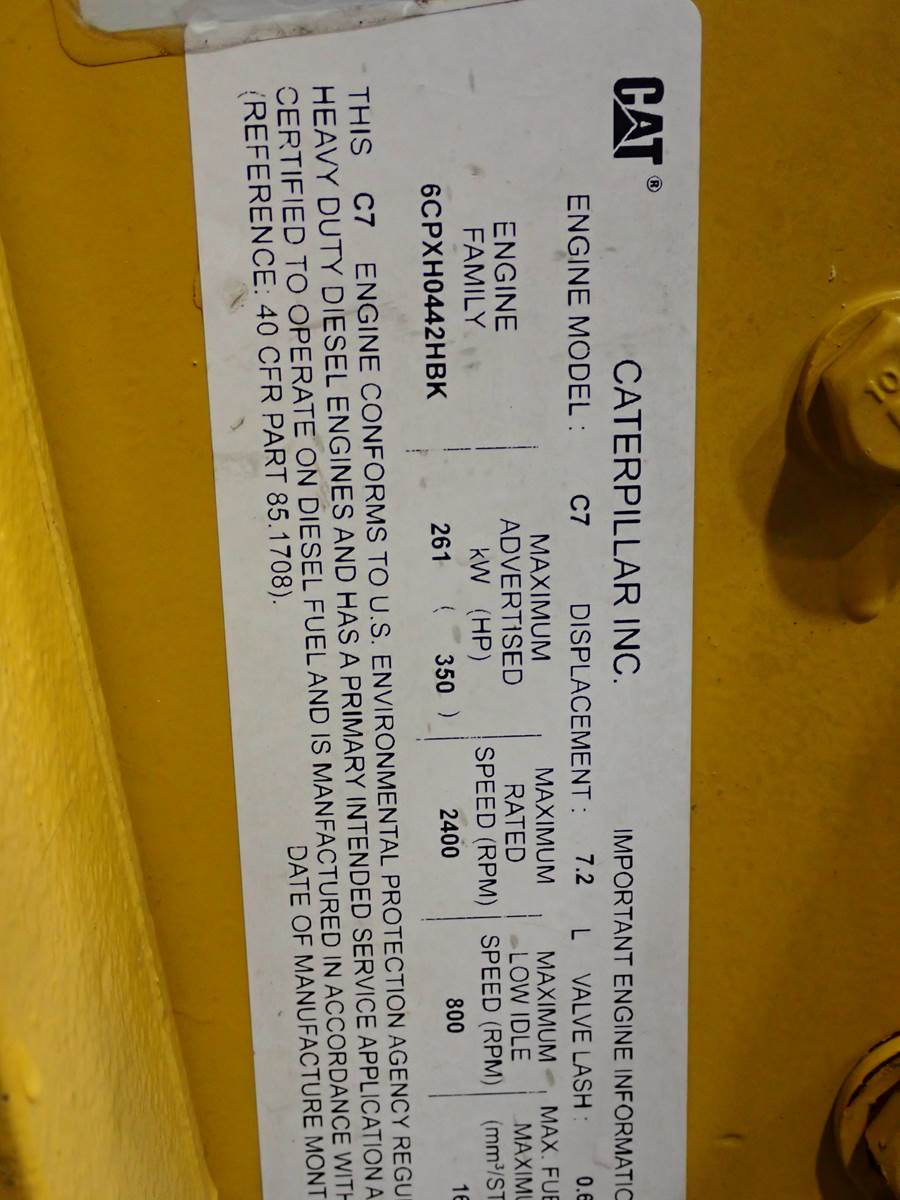 CAT® CATERPILLAR INC. IMPORTANT ENGINE INFORMATIC
ENGINE MODEL : C7 DISPLACEMENT : 7.2 L VALVE LASH : 0.6
MAXIMUM MAXIMUM MAXIMUM MAX. FUE
ENGINE ADVERTISED RATED LOW IDLE MAXIMU
FAMILY kW (HP) SPEED (RPM) SPEED (RPM) (mm³/ST
6CPXH0442HBK 261 ( 350 ) 2400 800 16
THIS C7 ENGINE CONFORMS TO U.S. ENVIRONMENTAL PROTECTION AGENCY REGU
HEAVY DUTY DIESEL ENGINES AND HAS A PRIMARY INTENDED SERVICE APPLICATION A
CERTIFIED TO OPERATE ON DIESEL FUEL AND IS MANFACTURED IN ACCORDANCE WITH
(REFERENCE: 40 CFR PART 85.1708). DATE OF MANUFACTURE MONT